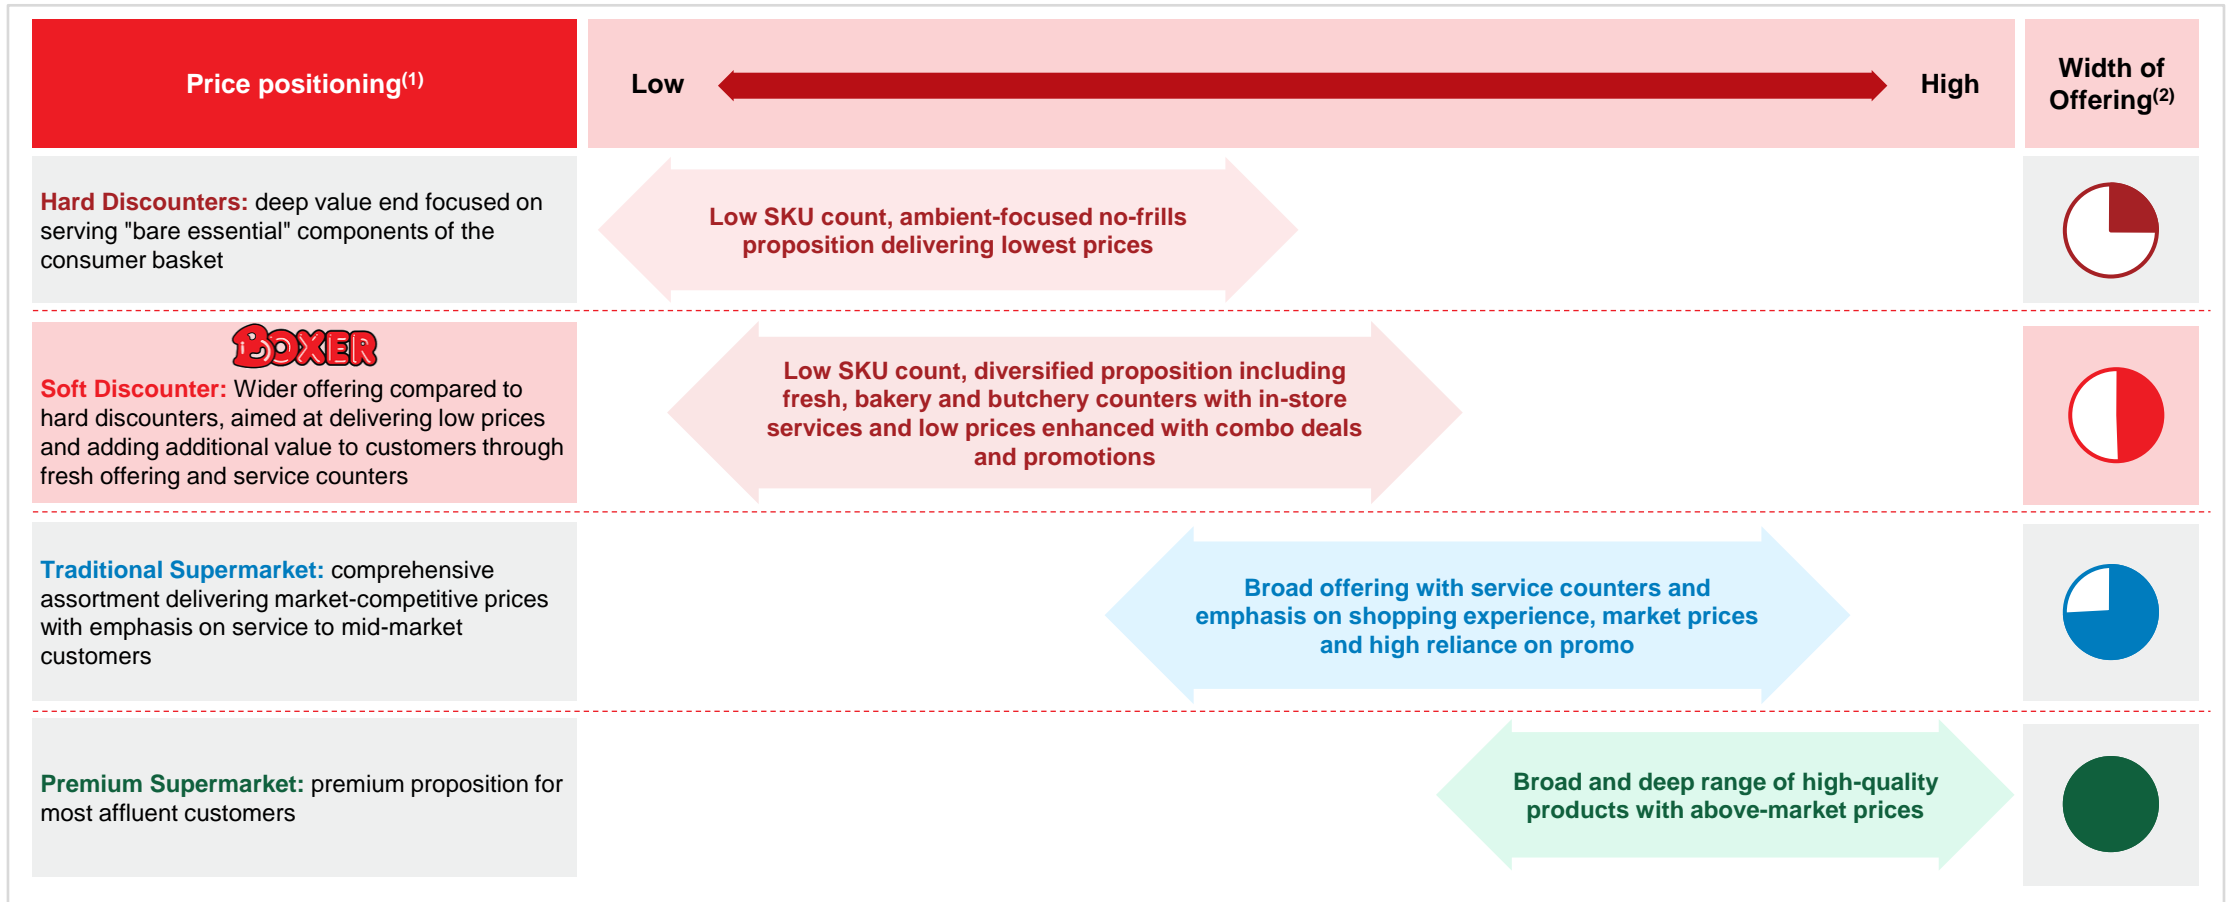 Price positioning(1)
Low
High
Width of
Offering(2)
Hard Discounters: deep value end focused on
serving "bare essential" components of the
consumer basket
Low SKU count, ambient-focused no-frills
proposition delivering lowest prices
BOXER
Soft Discounter: Wider offering compared to
hard discounters, aimed at delivering low prices
and adding additional value to customers through
fresh offering and service counters
Low SKU count, diversified proposition including
fresh, bakery and butchery counters with in-store
services and low prices enhanced with combo deals
and promotions
Traditional Supermarket: comprehensive
assortment delivering market-competitive prices
with emphasis on service to mid-market
customers
Broad offering with service counters and
emphasis on shopping experience, market prices
and high reliance on promo
Premium Supermarket: premium proposition for
most affluent customers
Broad and deep range of high-quality
products with above-market prices